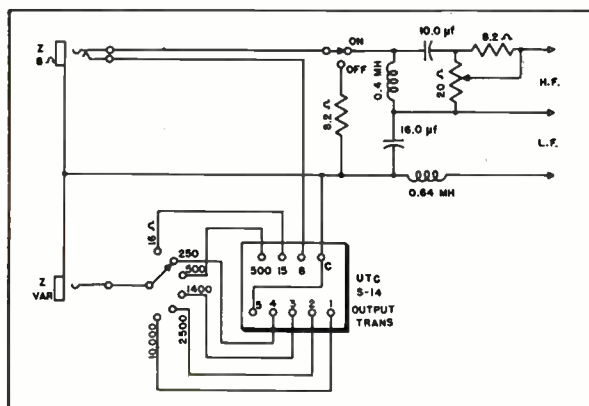 Z
8 Ω
ON
OFF
10.0 µf
8.2 Ω
0.4 MH
20 Ω
H.F.
8.2 Ω
16.0 µf
L.F.
0.64 MH
16 Ω
250
500
1400
2500
10,000
Z
VAR
500 15 8 C
5 4 3 2 1
UTC
S-14
OUTPUT
TRANS